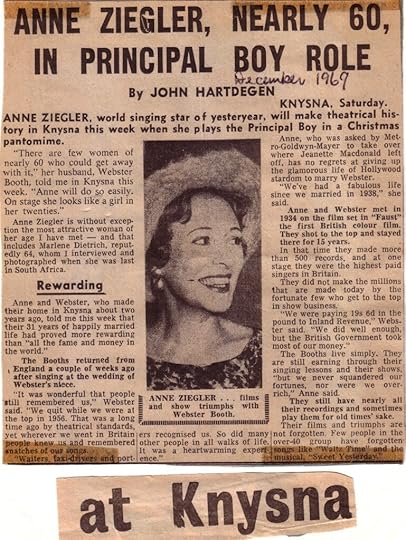 ANNE ZIEGLER, NEARLY 60,
IN PRINCIPAL BOY ROLE
December 1969
By JOHN HARTDEGEN
KNYSNA, Saturday.
ANNE ZIEGLER, world singing star of yesteryear, will make theatrical his-
tory in Knysna this week when she plays the Principal Boy in a Christmas
pantomime.
"There are few women of
nearly 60 who could get away
with it," her husband, Webster
Booth, told me in Knysna this
week. "Anne will do so easily.
On stage she looks like a girl in
her twenties."
Anne Ziegler is without excep-
tion the most attractive woman of
her age I have met — and that
includes Marlene Dietrich, reput-
edly 64, whom I interviewed and
photographed when she was last
in South Africa.
Rewarding
Anne and Webster, who made
their home in Knysna about two
years ago, told me this week that
their 31 years of happily married
life had proved more rewarding
than "all the fame and money in
the world."
The Booths returned from
England a couple of weeks ago
after singing at the wedding of
Webster's niece.
"It was wonderful that people
still remembered us," Webster
said. "We quit while we were at
the top in 1956. That was a long
time ago by theatrical standards,
yet wherever we went in Britain
people knew us and remembered
snatches of our songs.
"Waiters, taxi-drivers and port-
ANNE ZIEGLER . . . films
and show triumphs with
Webster Booth.
ers recognised us. So did many
other people in all walks of life.
It was a heartwarming experi-
ence."
Anne, who was asked by Met-
ro-Goldwyn-Mayer to take over
where Jeanette Macdonald left
off, has no regrets at giving up
the glamorous life of Hollywood
stardom to marry Webster.
"We've had a fabulous life
since we married in 1938," she
said.
Anne and Webster met in
1934 on the film set in "Faust"
the first British colour film.
They shot to the top and stayed
there for 15 years.
In that time they made more
than 500 records, and at one
stage they were the highest paid
singers in Britain.
They did not make the millions
that are made today by the
fortunate few who get to the top
in show business.
"We were paying 19s 6d in the
pound to Inland Revenue," Web-
ster said. "We did well enough,
but the British Government took
most of our money."
The Booths live simply. They
are still earning through their
singing lessons and their shows,
"but we never squandered our
fortunes, nor were we over-
rich," Anne said.
They still have nearly all
their recordings and sometimes
play them for old times' sake.
Their films and triumphs are
not forgotten. Few people in the
over-40 group have forgotten
songs like "Waltz Time" and the
musical, "Sweet Yesterday."
at Knysna